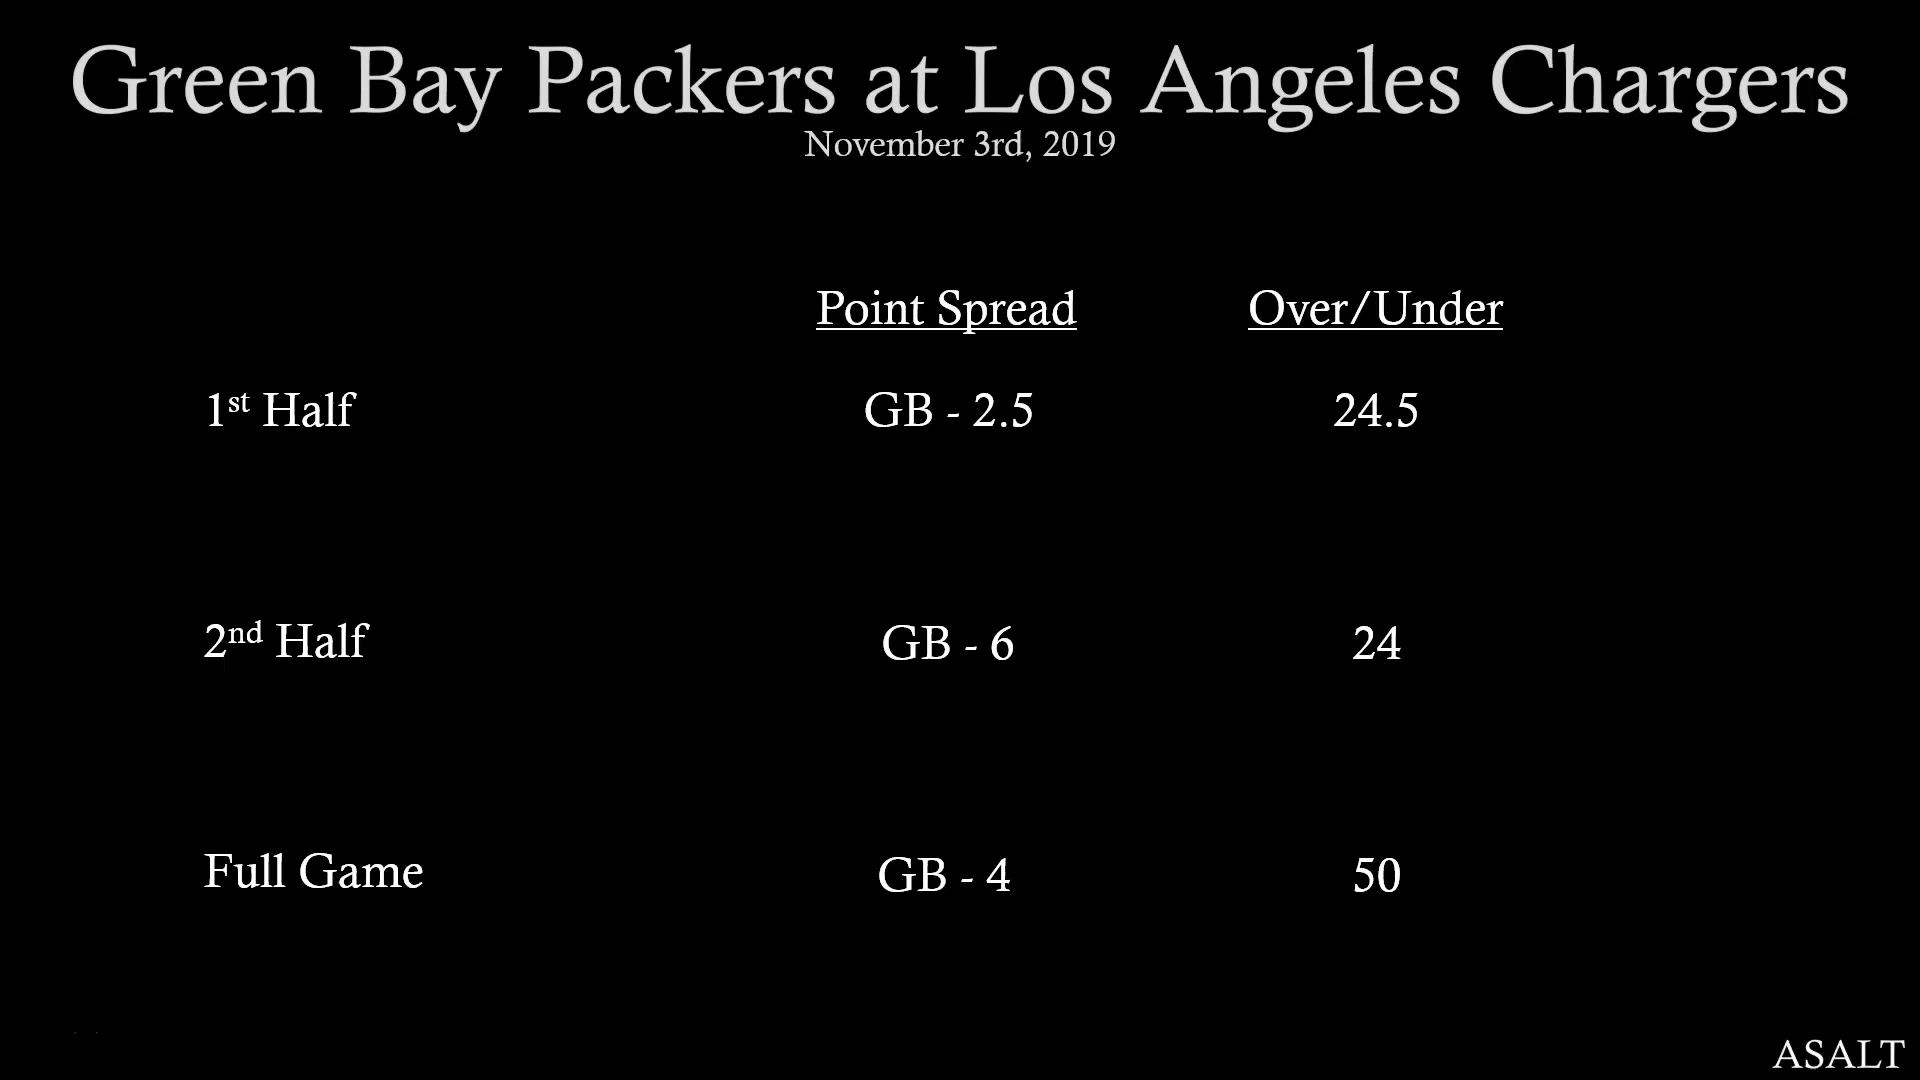 Green Bay Packers at Los Angeles Chargers
November 3rd, 2019
Point Spread Over/Under
1st Half GB - 2.5 24.5
2nd Half GB - 6 24
Full Game GB - 4 50
ASALT